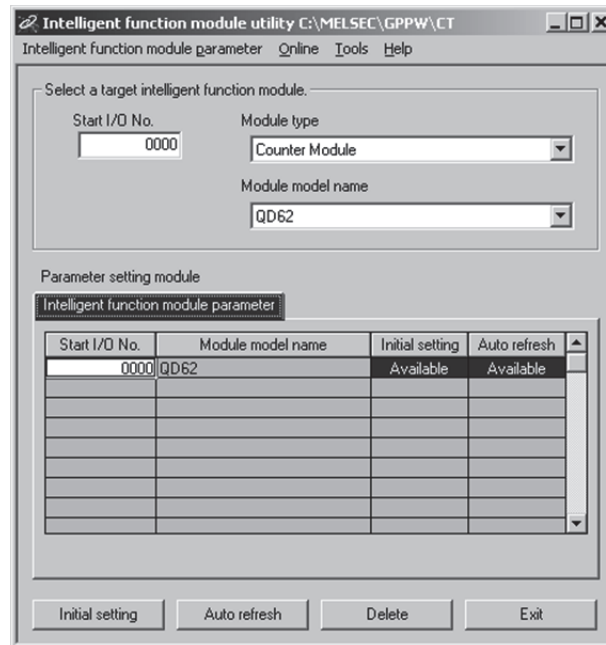 Intelligent function module utility C:\MELSEC\GPPW\CT
Intelligent function module parameter Online Tools Help
Select a target intelligent function module.
Start I/O No. Module type
0000 Counter Module
Module model name
QD62
Parameter setting module
Intelligent function module parameter
Start I/O No. Module model name Initial setting Auto refresh
0000 QD62 Available Available
Initial setting Auto refresh Delete Exit